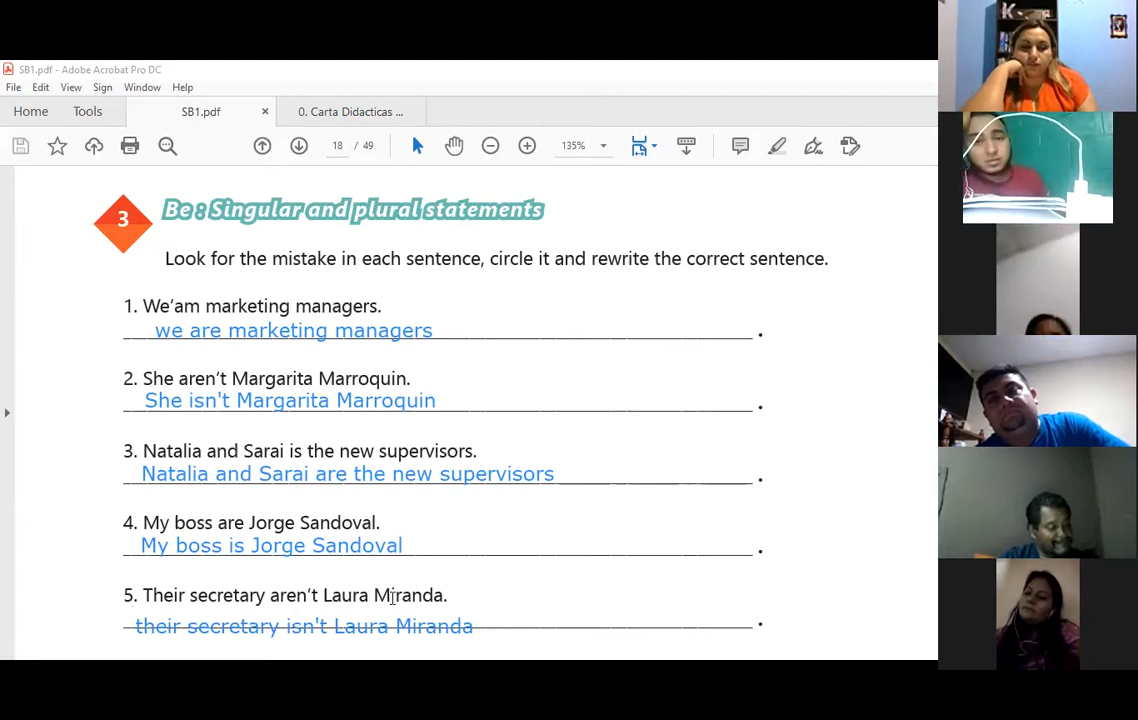 SB1.pdf - Adobe Acrobat Pro DC
File Edit View Sign Window Help
Home Tools SB1.pdf × 0. Carta Didacticas ...
18 / 49 135%
3 Be : Singular and plural statements
Look for the mistake in each sentence, circle it and rewrite the correct sentence.
1. We'am marketing managers.
we are marketing managers .
2. She aren't Margarita Marroquin.
She isn't Margarita Marroquin .
3. Natalia and Sarai is the new supervisors.
Natalia and Sarai are the new supervisors .
4. My boss are Jorge Sandoval.
My boss is Jorge Sandoval .
5. Their secretary aren't Laura Miranda.
their secretary isn't Laura Miranda .
K